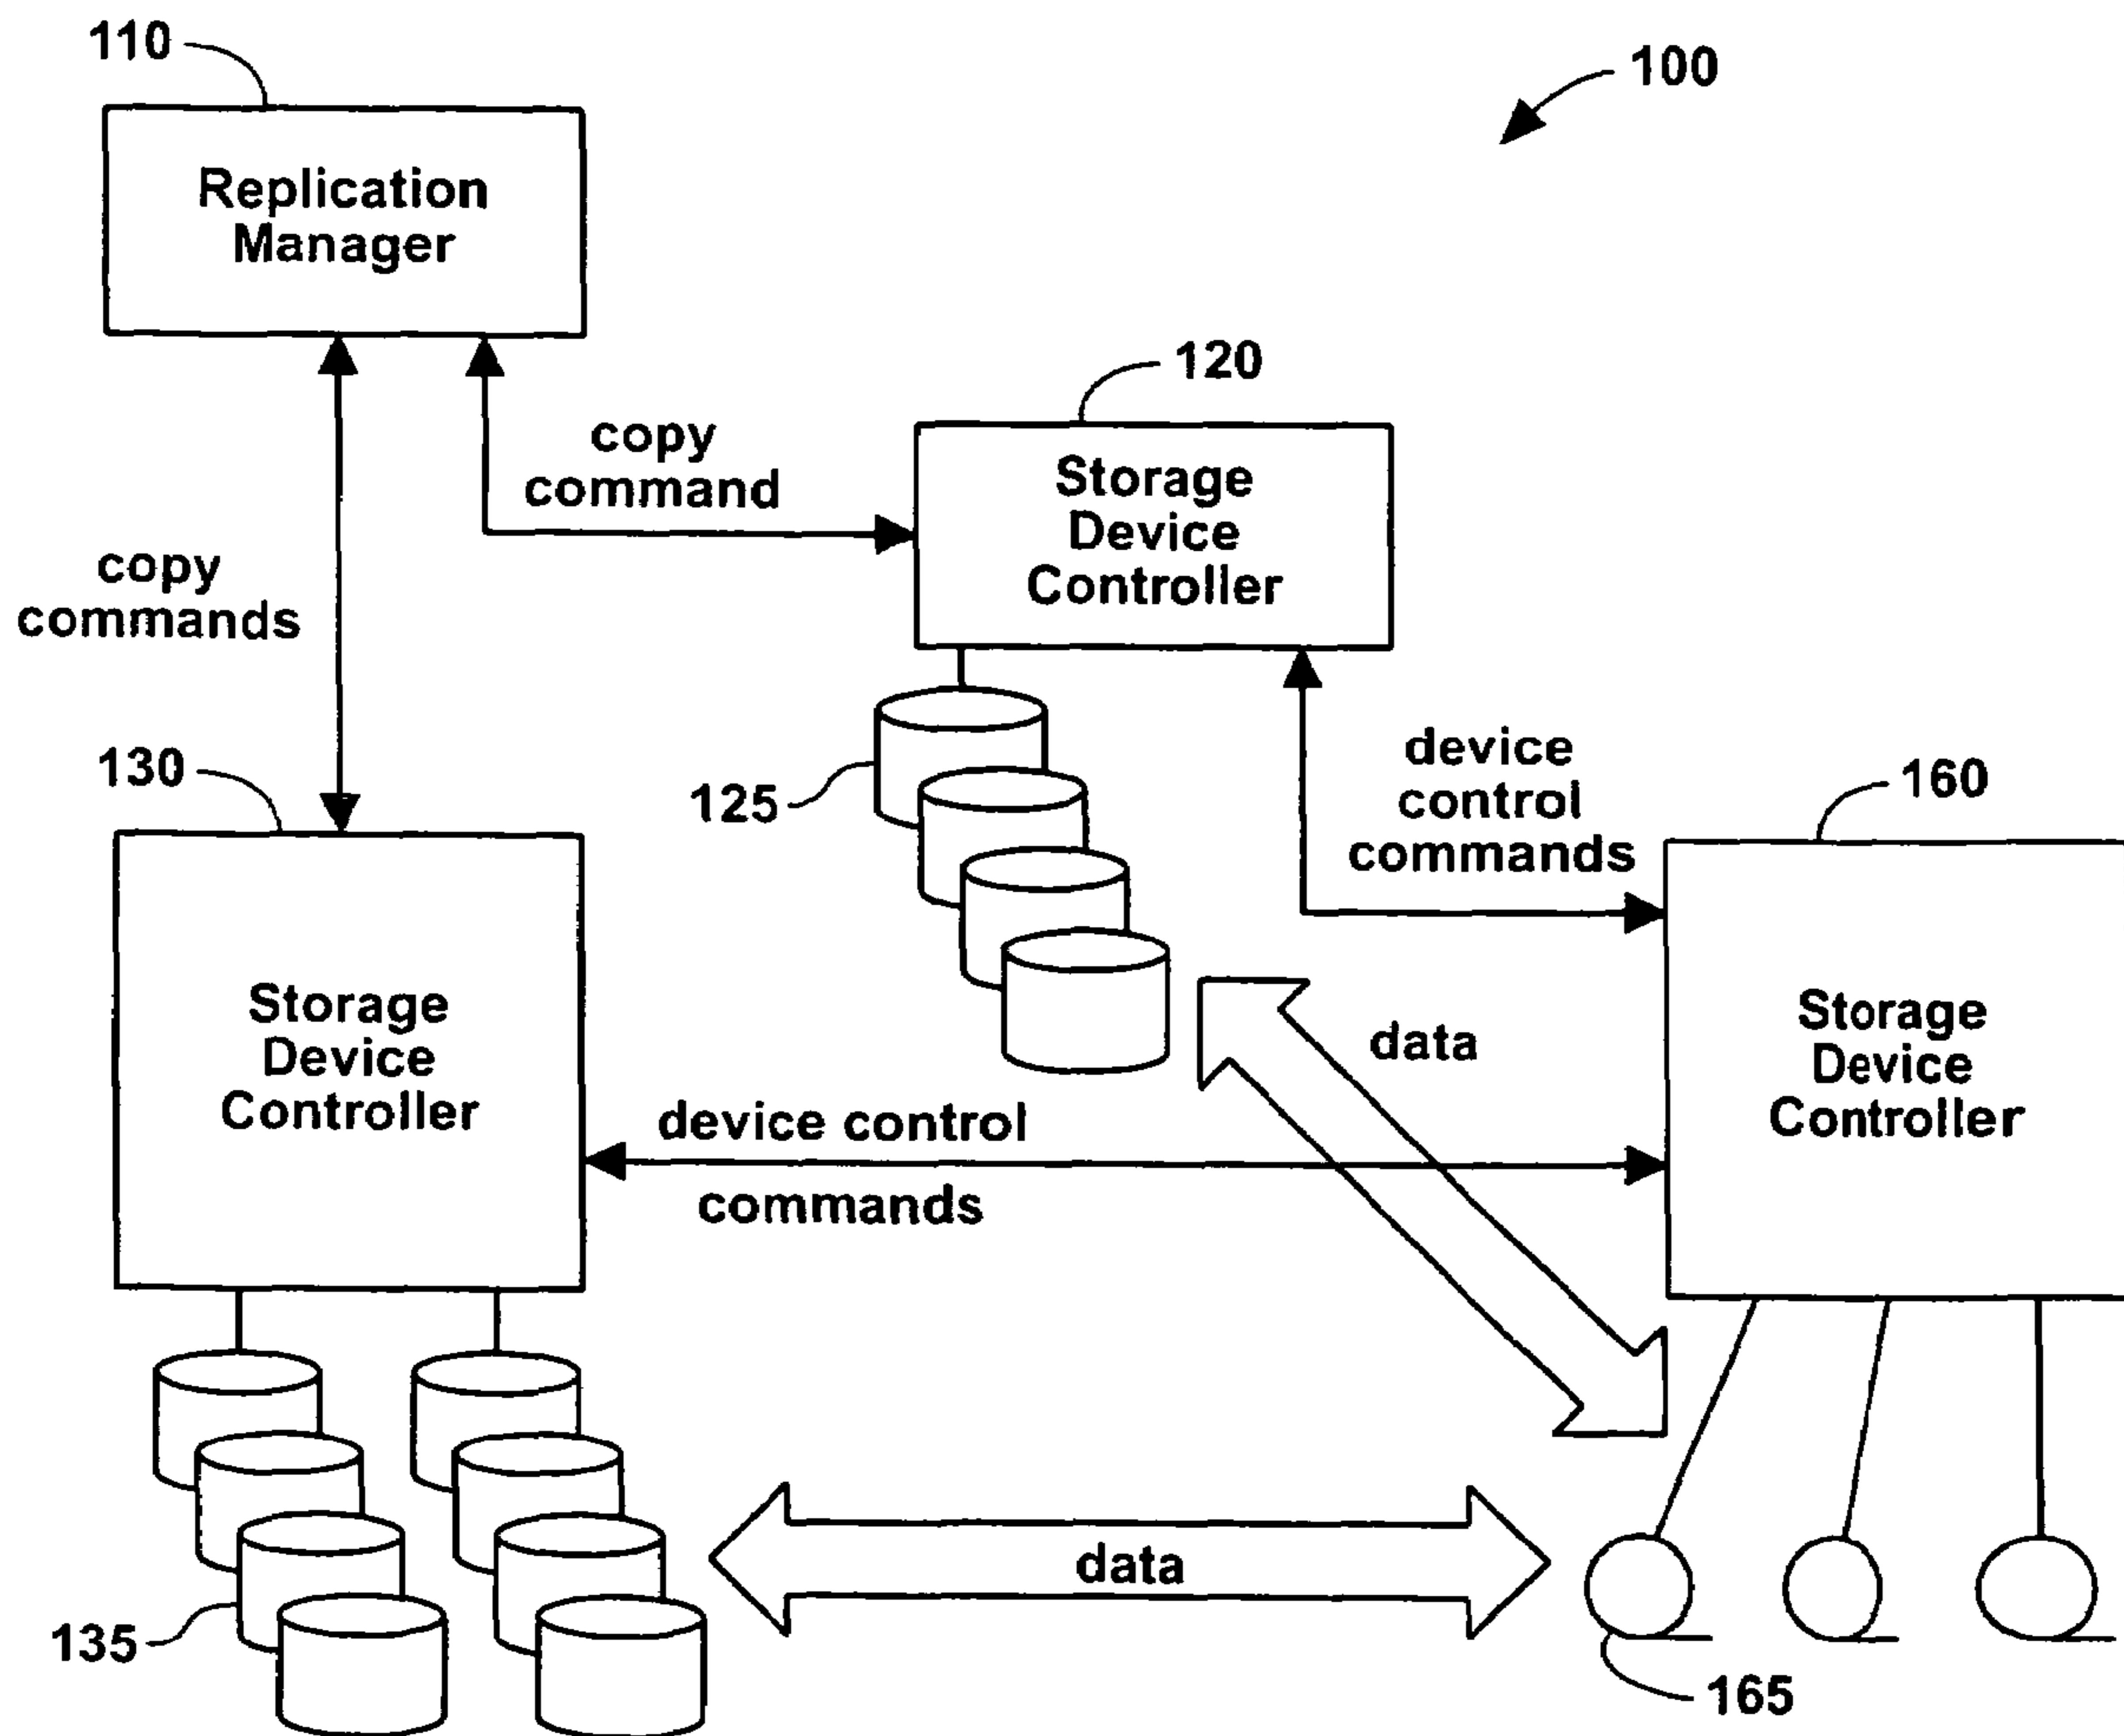 110
100
Replication
Manager
120
copy
command
Storage
Device
Controller
copy
commands
130
125
device
control
commands
160
Storage
Device
Controller
data
Storage
Device
Controller
device control
commands
data
135
165